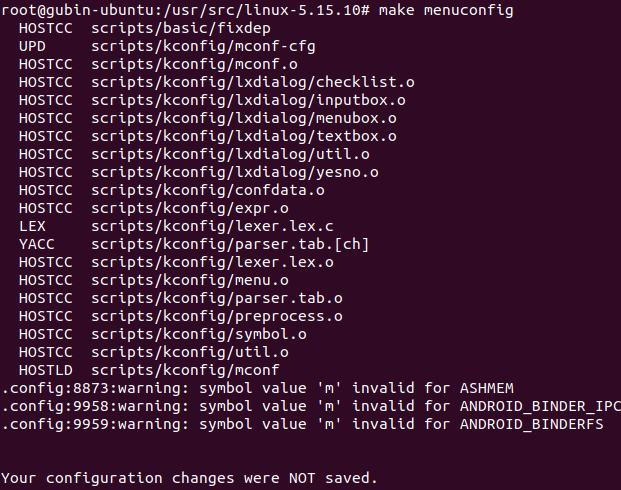 root@gubin-ubuntu:/usr/src/linux-5.15.10# make menuconfig
  HOSTCC  scripts/basic/fixdep
  UPD     scripts/kconfig/mconf-cfg
  HOSTCC  scripts/kconfig/mconf.o
  HOSTCC  scripts/kconfig/lxdialog/checklist.o
  HOSTCC  scripts/kconfig/lxdialog/inputbox.o
  HOSTCC  scripts/kconfig/lxdialog/menubox.o
  HOSTCC  scripts/kconfig/lxdialog/textbox.o
  HOSTCC  scripts/kconfig/lxdialog/util.o
  HOSTCC  scripts/kconfig/lxdialog/yesno.o
  HOSTCC  scripts/kconfig/confdata.o
  HOSTCC  scripts/kconfig/expr.o
  LEX     scripts/kconfig/lexer.lex.c
  YACC    scripts/kconfig/parser.tab.[ch]
  HOSTCC  scripts/kconfig/lexer.lex.o
  HOSTCC  scripts/kconfig/menu.o
  HOSTCC  scripts/kconfig/parser.tab.o
  HOSTCC  scripts/kconfig/preprocess.o
  HOSTCC  scripts/kconfig/symbol.o
  HOSTCC  scripts/kconfig/util.o
  HOSTLD  scripts/kconfig/mconf
.config:8873:warning: symbol value 'm' invalid for ASHMEM
.config:9958:warning: symbol value 'm' invalid for ANDROID_BINDER_IPC
.config:9959:warning: symbol value 'm' invalid for ANDROID_BINDERFS
Your configuration changes were NOT saved.